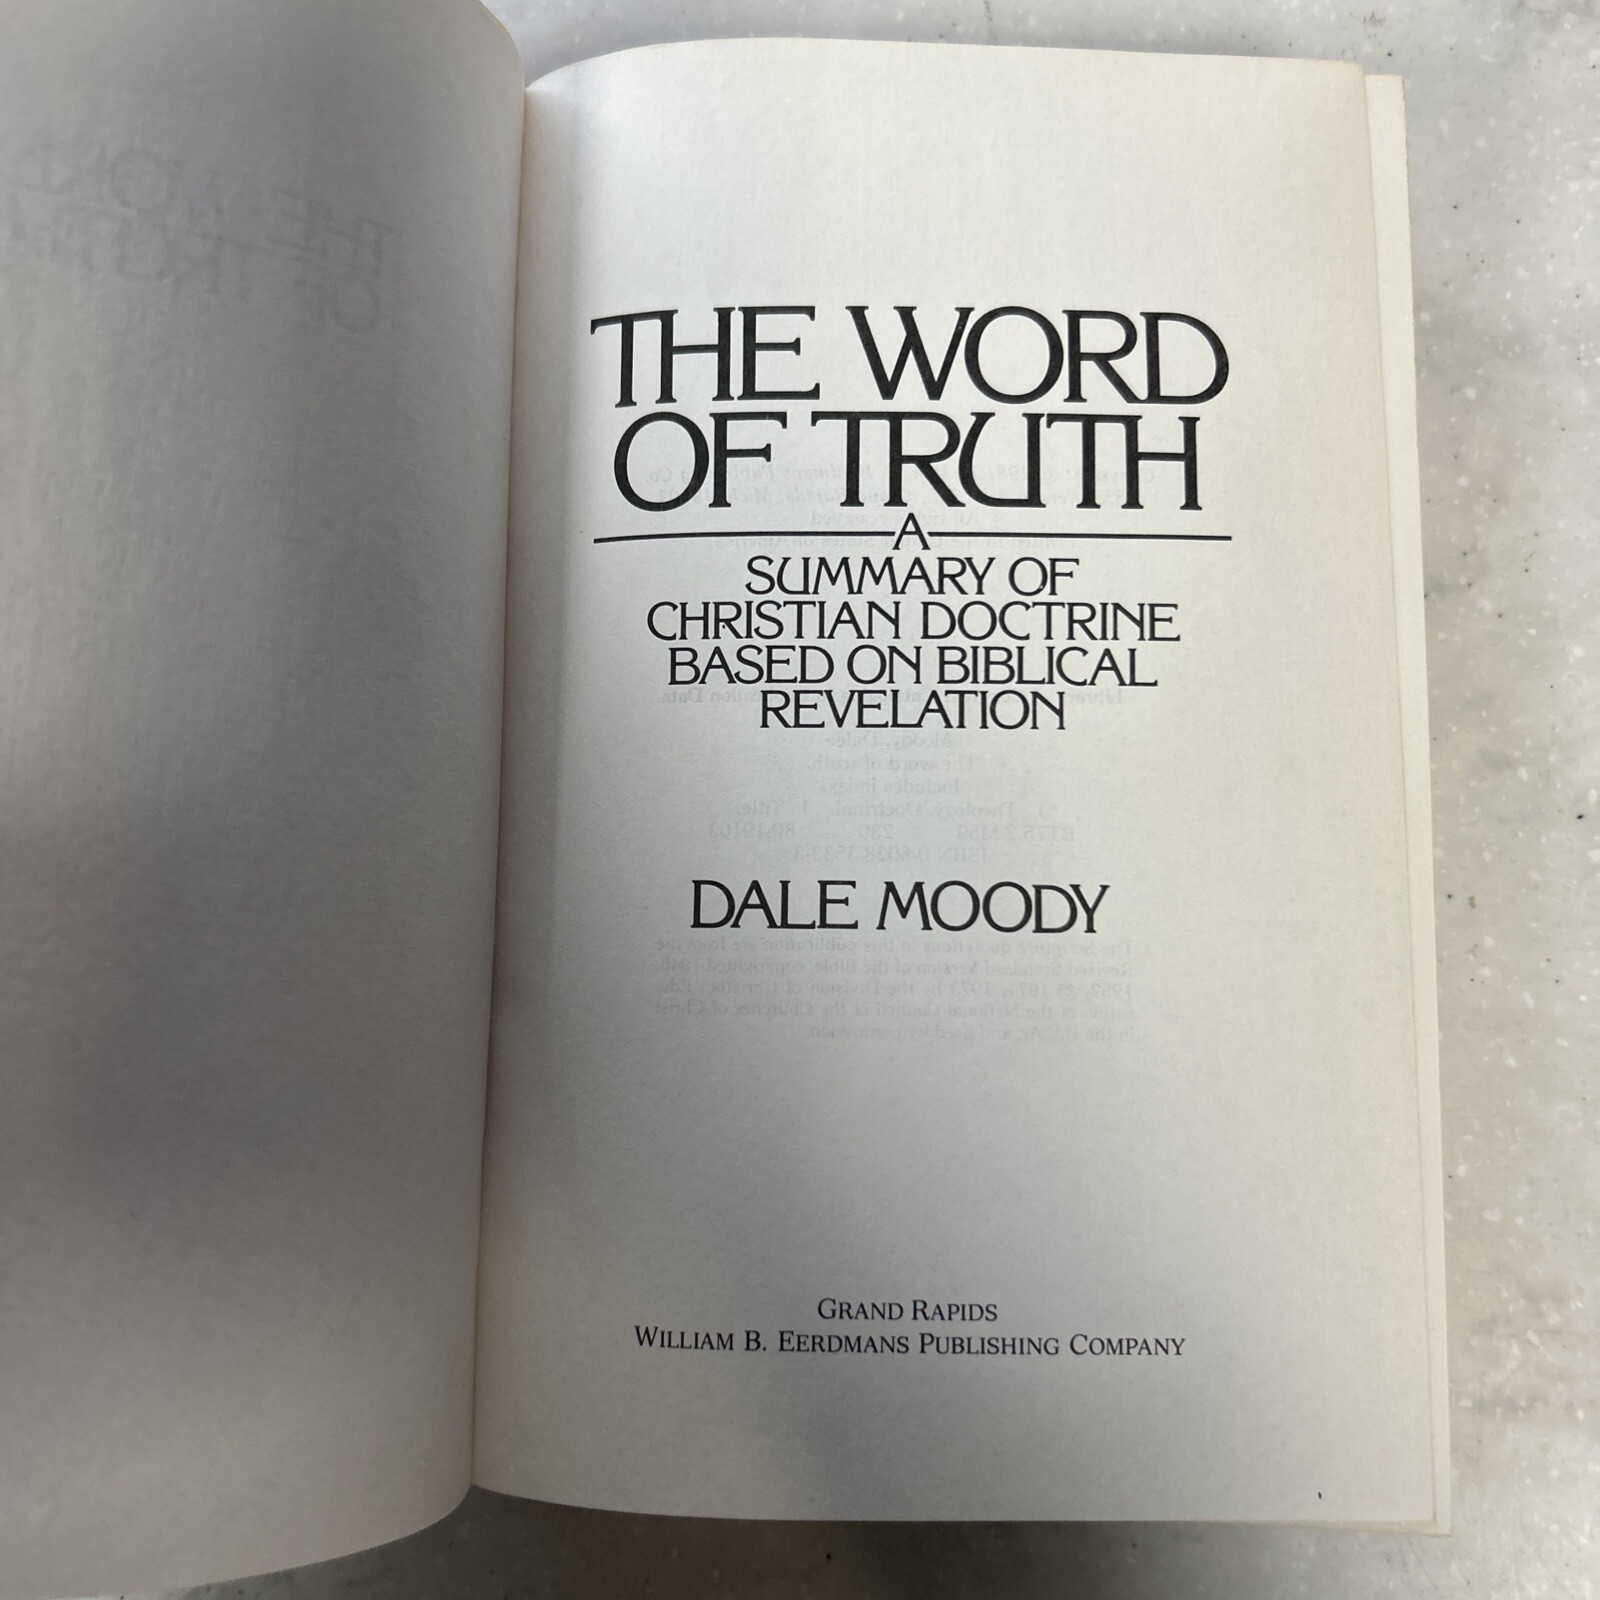 THE WORD
OF TRUTH
A
SUMMARY OF
CHRISTIAN DOCTRINE
BASED ON BIBLICAL
REVELATION
DALE MOODY
GRAND RAPIDS
WILLIAM B. EERDMANS PUBLISHING COMPANY